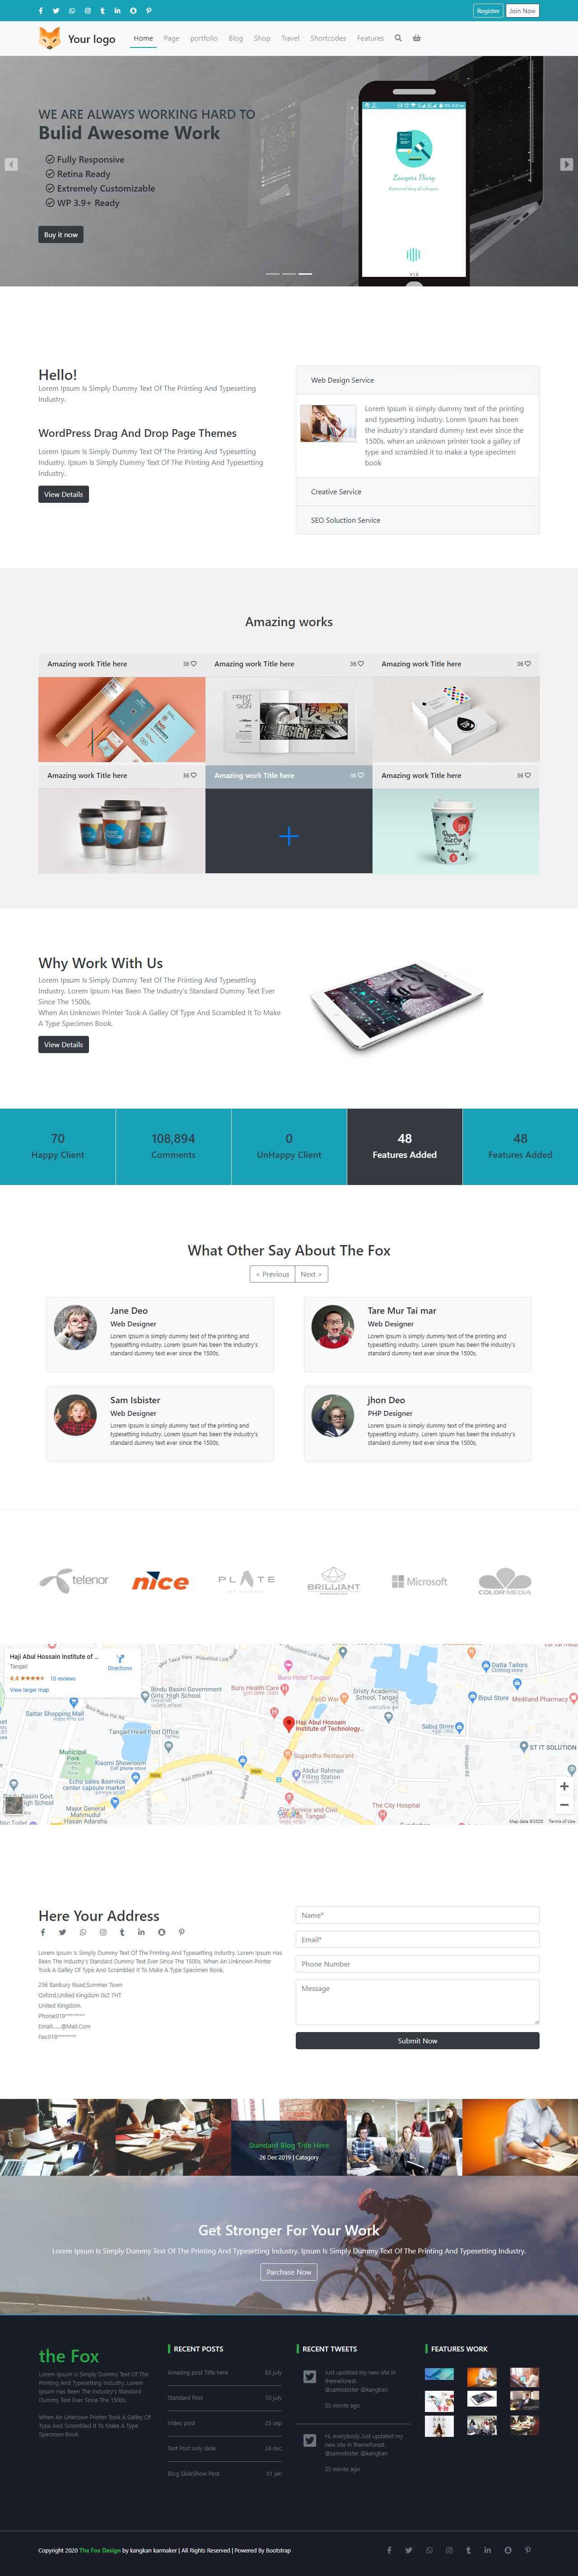 Register Join Now
Your logo Home Page portfolio Blog Shop Travel Shortcodes Features
WE ARE ALWAYS WORKING HARD TO
Bulid Awesome Work
Fully Responsive
Retina Ready
Extremely Customizable
WP 3.9+ Ready
Buy it now
Lawyers Diary
A personal diary of a lawyers
Hello!
Lorem Ipsum Is Simply Dummy Text Of The Printing And Typesetting
Industry.
WordPress Drag And Drop Page Themes
Lorem Ipsum Is Simply Dummy Text Of The Printing And Typesetting
Industry. Ipsum Is Simply Dummy Text Of The Printing And Typesetting
Industry.
View Details
Web Design Service
Lorem Ipsum is simply dummy text of the printing
and typesetting industry. Lorem Ipsum has been
the industry's standard dummy text ever since the
1500s, when an unknown printer took a galley of
type and scrambled it to make a type specimen
book
Creative Service
SEO Soluction Service
Amazing works
Amazing work Title here 36
Amazing work Title here 36
Amazing work Title here 36
PRINT
DE
SIGN
Amazing work Title here 36
Amazing work Title here 36
Amazing work Title here 36
Why Work With Us
Lorem Ipsum Is Simply Dummy Text Of The Printing And Typesetting
Industry. Lorem Ipsum Has Been The Industry's Standard Dummy Text Ever
Since The 1500s,
When An Unknown Printer Took A Galley Of Type And Scrambled It To Make
A Type Specimen Book.
View Details
70
Happy Client
108,894
Comments
0
UnHappy Client
48
Features Added
48
Features Added
What Other Say About The Fox
< Previous Next >
Jane Deo
Web Designer
Lorem Ipsum is simply dummy text of the printing and
typesetting industry. Lorem Ipsum has been the industry's
standard dummy text ever since the 1500s,
Tare Mur Tai mar
Web Designer
Lorem Ipsum is simply dummy text of the printing and
typesetting industry. Lorem Ipsum has been the industry's
standard dummy text ever since the 1500s,
Sam Isbister
Web Designer
Lorem Ipsum is simply dummy text of the printing and
typesetting industry. Lorem Ipsum has been the industry's
standard dummy text ever since the 1500s,
jhon Deo
PHP Designer
Lorem Ipsum is simply dummy text of the printing and
typesetting industry. Lorem Ipsum has been the industry's
standard dummy text ever since the 1500s,
telenor
nice
PLATE
BRILLIANT
Microsoft
COLOR MEDIA
Haji Abul Hossain Institute of ...
Tangail
4.4 10 reviews
View larger map
Directions
Bindu Basini Government
Girls' High School
Sattar Shopping Mall
Tangail Head Post Office
Municipal
Park
Xiaomi Showroom
Cell phone store
Echo sales &service
center capitul market
Major General
Mahmudul
Hasan Adarsha
Buro Hotel Tangail
Buro Health Care
FooD War
Haji Abul Hossain
Institute of Technology...
Sugandha Restaurant
Abdur Rahman
Filling Station
Fire Service and Civil
Defence, Tangail
The City Hospital
Sristy Academic
School, Tangail
Datta Tailors
Clothing store
Bipul Store
Mediland Pharmacy
Sabuj Store
ST IT SOLUTION
Google
Map data ©2020 Terms of Use
Here Your Address
Lorem Ipsum Is Simply Dummy Text Of The Printing And Typesetting Industry. Lorem Ipsum Has
Been The Industry's Standard Dummy Text Ever Since The 1500s, When An Unknown Printer
Took A Galley Of Type And Scrambled It To Make A Type Specimen Book.
236 Banbury Road,Summer Town
Oxford,United Kingdom 0x2 7HT
United Kingdom.
Phone:019********
Email:......@Mail.Com
Fax:018********
Name*
Email*
Phone Number
Message
Submit Now
Standard Blog Title Here
26 Dec 2019 | Catagory
Get Stronger For Your Work
Lorem Ipsum Is Simply Dummy Text Of The Printing And Typesetting Industry. Ipsum Is Simply Dummy Text Of The Printing And Typesetting Industry.
Parchase Now
the Fox
Lorem Ipsum Is Simply Dummy Text Of The
Printing And Typesetting Industry. Lorem
Ipsum Has Been The Industry's Standard
Dummy Text Ever Since The 1500s,
When An Unknown Printer Took A Galley Of
Type And Scrambled It To Make A Type
Specimen Book.
RECENT POSTS
Amazing post Title here 03 july
Standard Post 10 july
Video post 25 sep
Text Post only slide 24 dec
Blog SlideShow Post 01 jan
RECENT TWEETS
Just updated my new site in
themeforest.
@samisbister @kangkan
35 minite ago
Hi, everybody.Just updated my
new site in themeforest.
@samisbister @kangkan
35 minite ago
FEATURES WORK
Copyright 2020 The Fox Design by kangkan karmaker | All Rights Reserved | Powered By Bootstrap